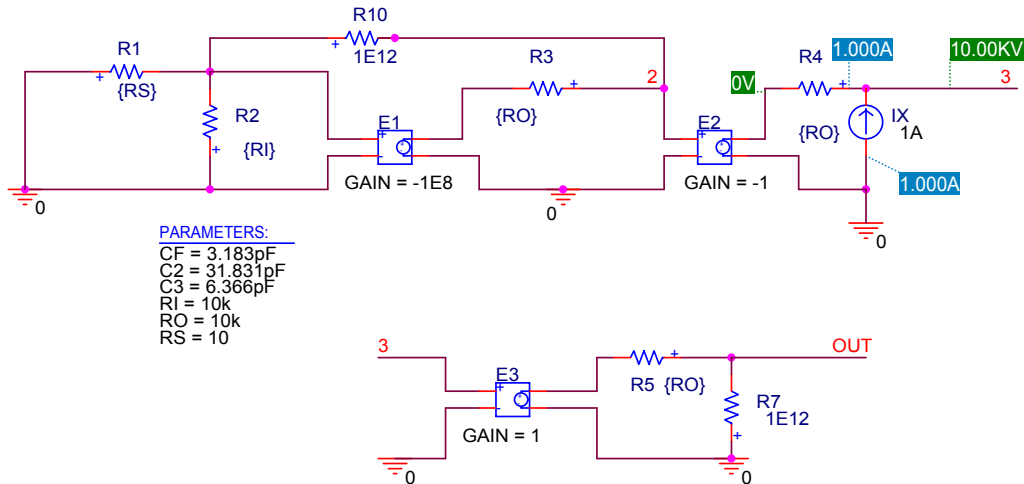 R10
1E12
R1
{RS}
R2
{RI}
R3
{RO}
2
E1
GAIN = -1E8
0
0
E2
GAIN = -1
0V
R4
{RO}
1.000A
10.00KV
3
IX
1A
1.000A
0
PARAMETERS:
CF = 3.183pF
C2 = 31.831pF
C3 = 6.366pF
RI = 10k
RO = 10k
RS = 10
3
E3
GAIN = 1
0
R5 {RO}
OUT
R7
1E12
0